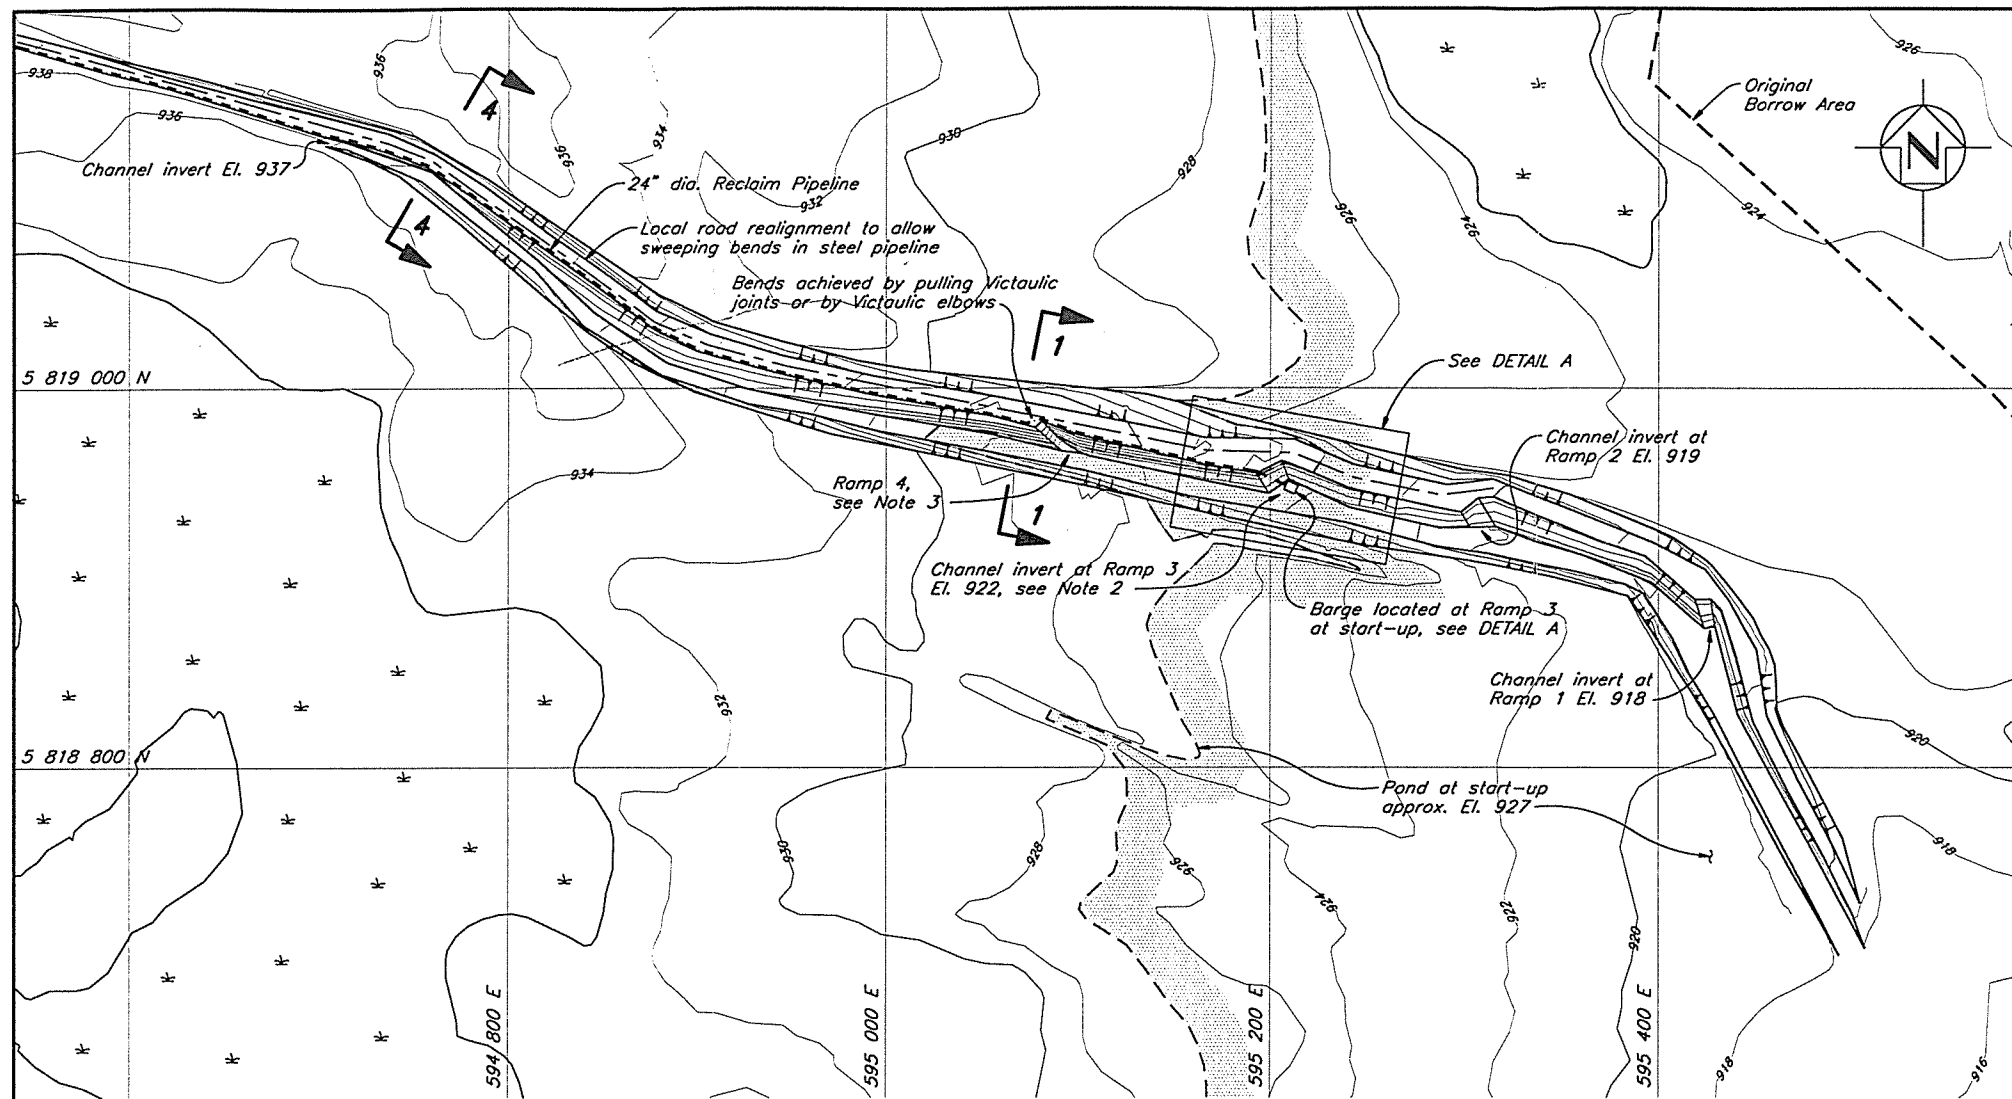 938
936
936
4
936
934
930
928
926
924
926
924
Original
Borrow Area
N
Channel invert El. 937
24" dia. Reclaim Pipeline
932
Local road realignment to allow
sweeping bends in steel pipeline
4
Bends achieved by pulling Victaulic
joints or by Victaulic elbows
1
See DETAIL A
5 819 000 N
934
Ramp 4,
see Note 3
1
Channel invert at
Ramp 2 El. 919
Channel invert at Ramp 3
El. 922, see Note 2
Barge located at Ramp 3
at start-up, see DETAIL A
Channel invert at
Ramp 1 El. 918
932
920
5 818 800 N
Pond at start-up
approx. El. 927
930
928
926
924
922
920
918
918
916
594 800 E
595 000 E
595 200 E
595 400 E